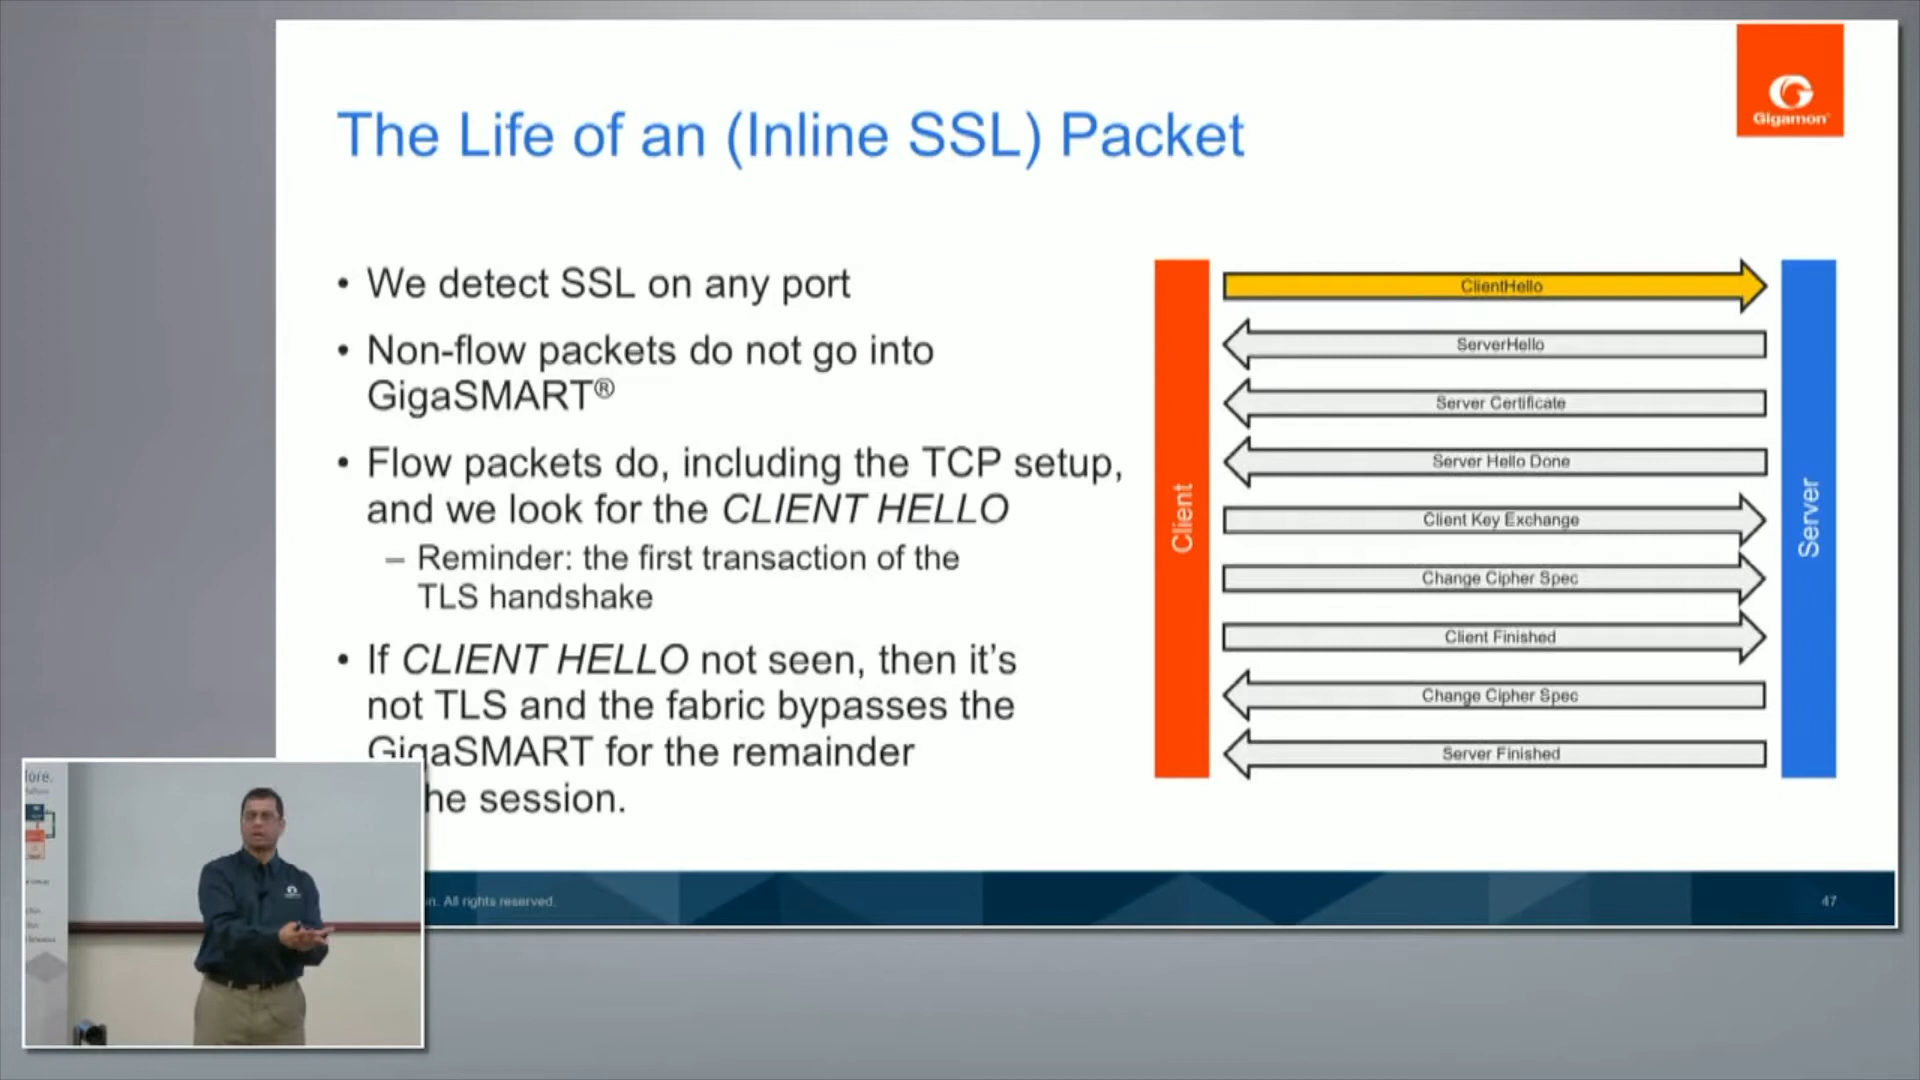 Gigamon®
The Life of an (Inline SSL) Packet
• We detect SSL on any port
• Non-flow packets do not go into
GigaSMART®
• Flow packets do, including the TCP setup,
and we look for the CLIENT HELLO
– Reminder: the first transaction of the
TLS handshake
• If CLIENT HELLO not seen, then it’s
not TLS and the fabric bypasses the
GigaSMART for the remainder
he session.
Client
ClientHello
ServerHello
Server Certificate
Server Hello Done
Client Key Exchange
Change Cipher Spec
Client Finished
Change Cipher Spec
Server Finished
Server
n. All rights reserved.
47
lore.